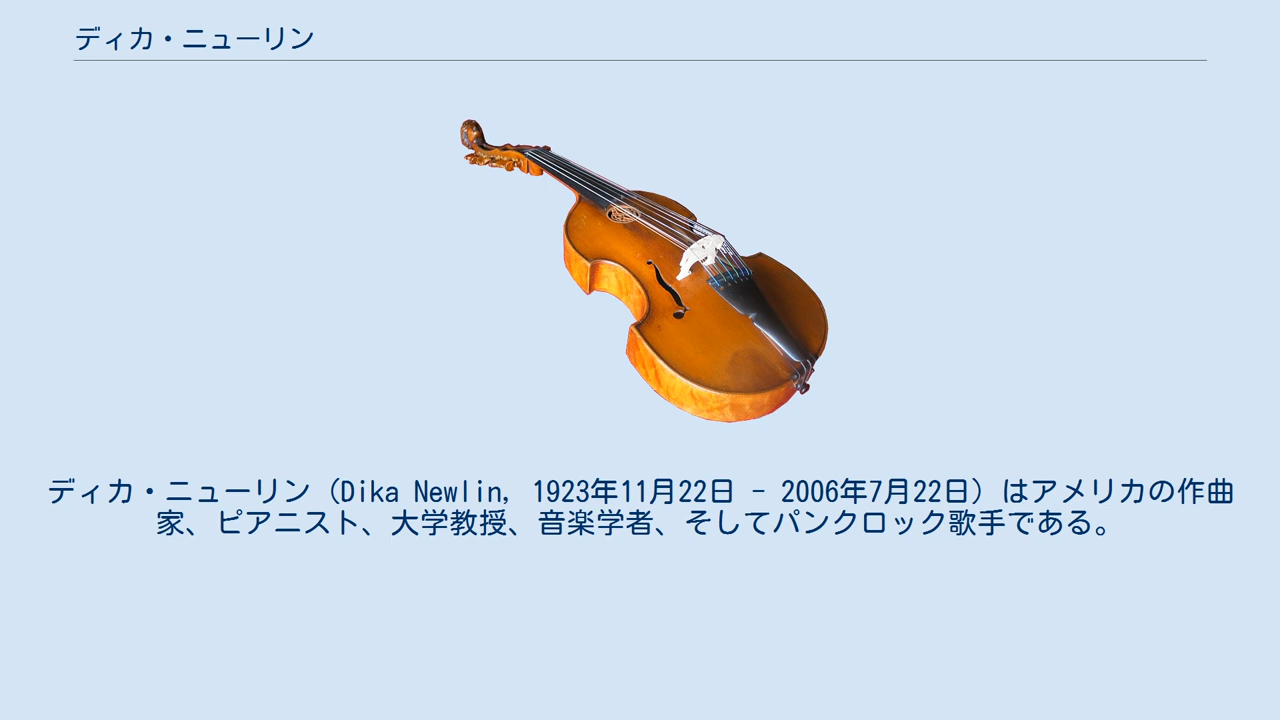 ディカ・ニューリン
ディカ・ニューリン（Dika Newlin, 1923年11月22日 - 2006年7月22日）はアメリカの作曲
家、ピアニスト、大学教授、音楽学者、そしてパンクロック歌手である。